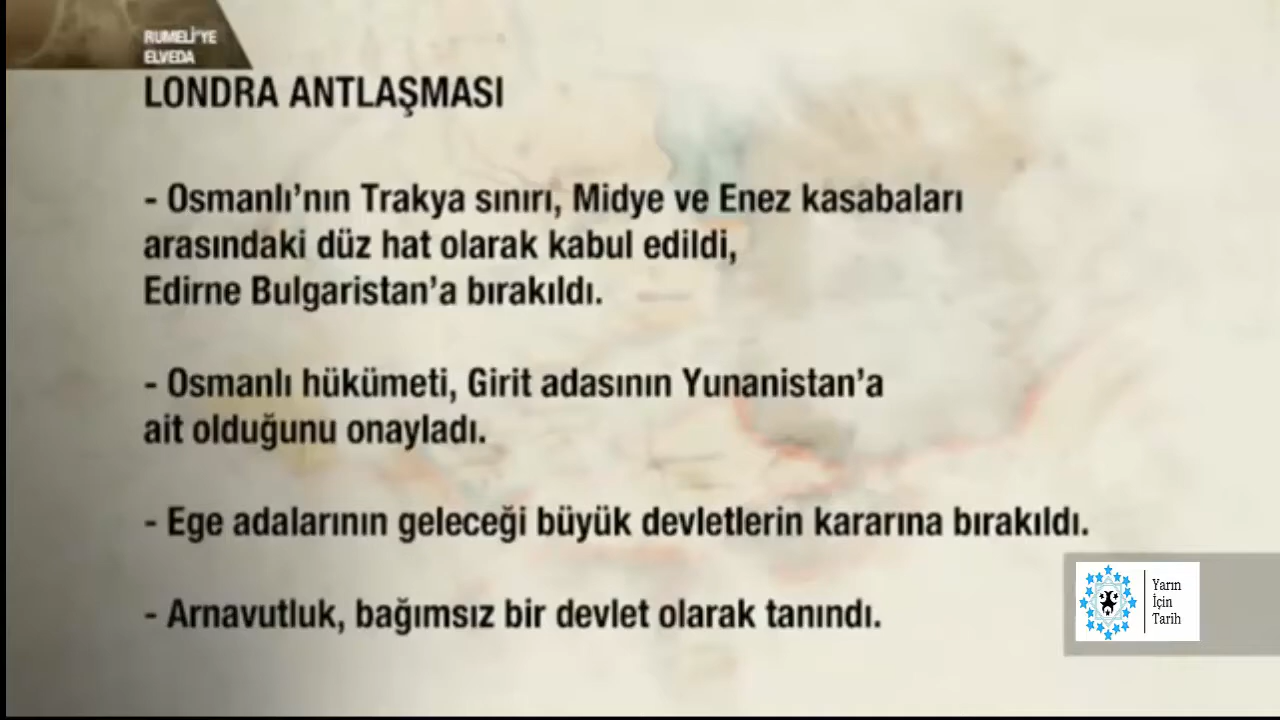 RUMELİ'YE
ELVEDA
LONDRA ANTLAŞMASI
- Osmanlı'nın Trakya sınırı, Midye ve Enez kasabaları
arasındaki düz hat olarak kabul edildi,
Edirne Bulgaristan'a bırakıldı.
- Osmanlı hükümeti, Girit adasının Yunanistan'a
ait olduğunu onayladı.
- Ege adalarının geleceği büyük devletlerin kararına bırakıldı.
- Arnavutluk, bağımsız bir devlet olarak tanındı.
Yarın
İçin
Tarih